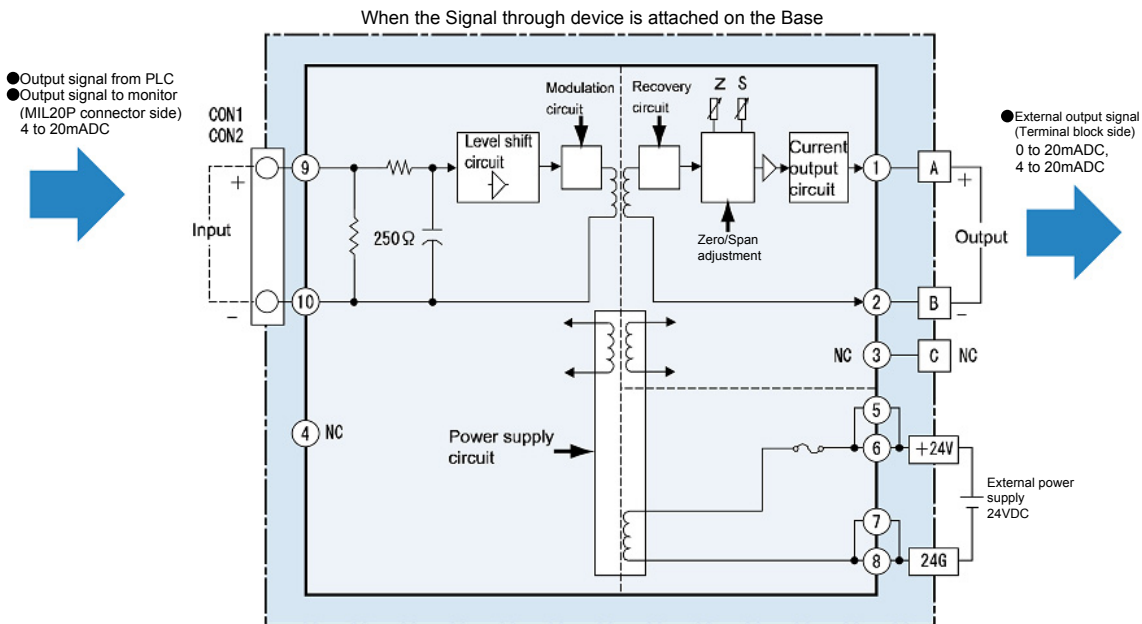 When the Signal through device is attached on the Base
●Output signal from PLC
●Output signal to monitor
(MIL20P connector side)
4 to 20mADC
CON1
CON2
9
+
Input
−
10
250Ω
Level shift
circuit
Modulation
circuit
Recovery
circuit
Z S
Zero/Span
adjustment
Current
output
circuit
1
A
+
Output
2
B
−
NC 3 C NC
●External output signal
(Terminal block side)
0 to 20mADC,
4 to 20mADC
4 NC
Power supply
circuit
5
6
+24V
External power
supply
24VDC
7
8
24G